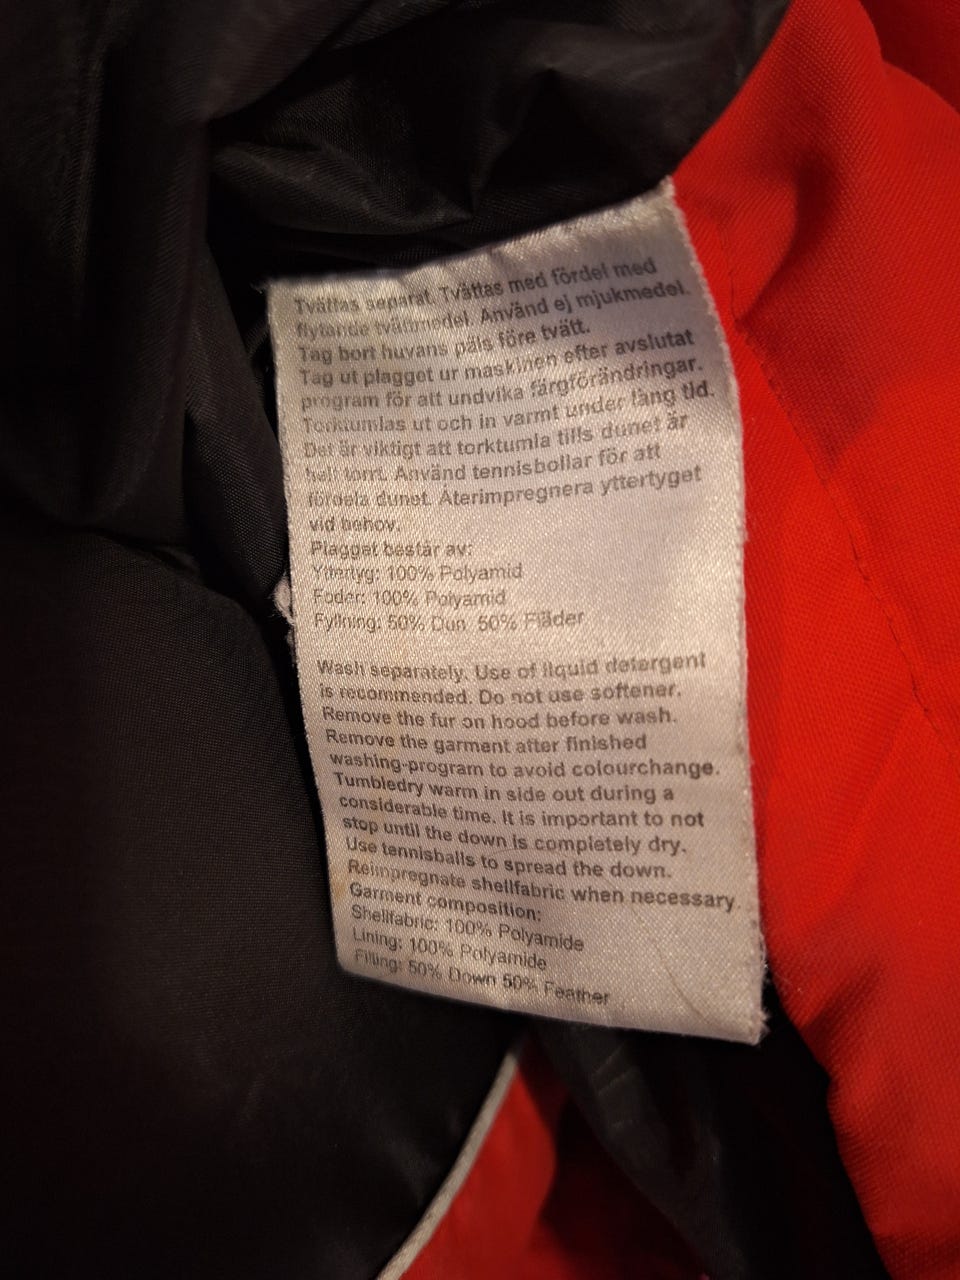 Tvättas separat. Tvättas med fördel med
flytande tvättmedel. Använd ej mjukmedel.
Tag bort huvans päls före tvätt.
Tag ut plagget ur maskinen efter avslutat
program för att undvika färgförändringar.
Torktumlas ut och in varmt under lång tid.
Det är viktigt att torktumla tills dunet är
helt torrt. Använd tennisbollar för att
fördela dunet. Återimpregnera yttertyget
vid behov.
Plagget består av:
Yttertyg: 100% Polyamid
Foder: 100% Polyamid
Fyllning: 50% Dun 50% Fjäder
Wash separately. Use of liquid detergent
is recommended. Do not use softener.
Remove the fur on hood before wash.
Remove the garment after finished
washing-program to avoid colourchange.
Tumbledry warm in side out during a
considerable time. It is important to not
stop until the down is completely dry.
Use tennisballs to spread the down.
Reimpregnate shellfabric when necessary.
Garment composition:
Shellfabric: 100% Polyamide
Lining: 100% Polyamide
Filling: 50% Down 50% Feather